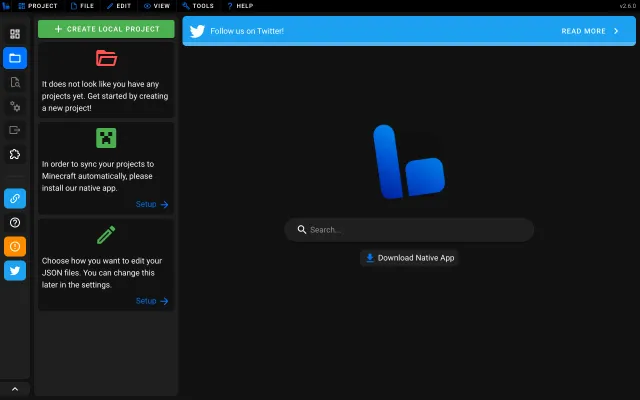 PROJECT FILE EDIT VIEW TOOLS HELP v2.6.0
CREATE LOCAL PROJECT
It does not look like you have any
projects yet. Get started by creating
a new project!
In order to sync your projects to
Minecraft automatically, please
install our native app.
Setup
Choose how you want to edit your
JSON files. You can change this
later in the settings.
Setup
Follow us on Twitter! READ MORE
Search...
Download Native App